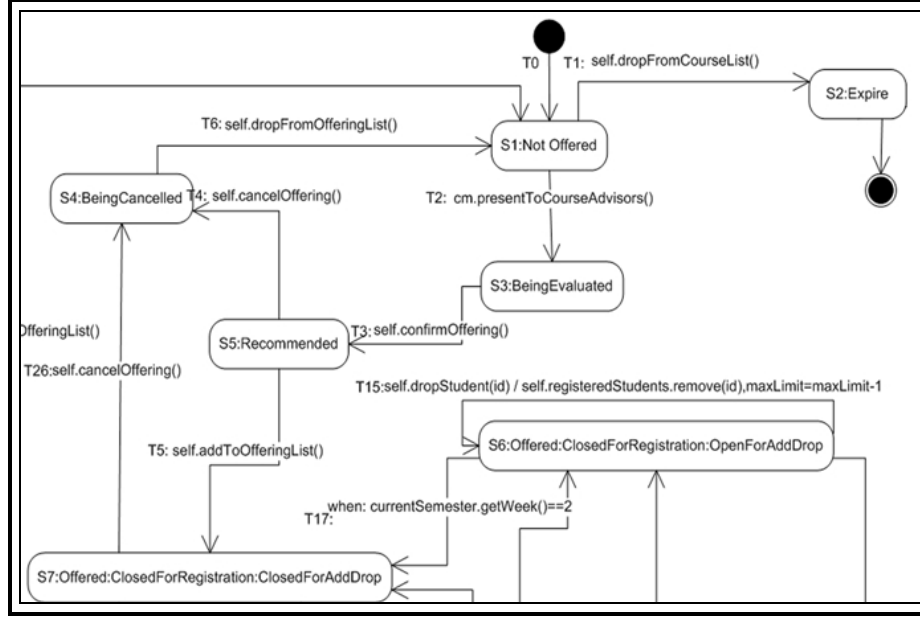 T0
T1: self.dropFromCourseList()
S2:Expire
T6: self.dropFromOfferingList()
S1:Not Offered
S4:BeingCancelled
T4: self.cancelOffering()
T2: cm.presentToCourseAdvisors()
S3:BeingEvaluated
OfferingList()
T3: self.confirmOffering()
S5:Recommended
T26:self.cancelOffering()
T15:self.dropStudent(id) / self.registeredStudents.remove(id),maxLimit=maxLimit-1
T5: self.addToOfferingList()
S6:Offered:ClosedForRegistration:OpenForAddDrop
when: currentSemester.getWeek()==2
T17:
S7:Offered:ClosedForRegistration:ClosedForAddDrop